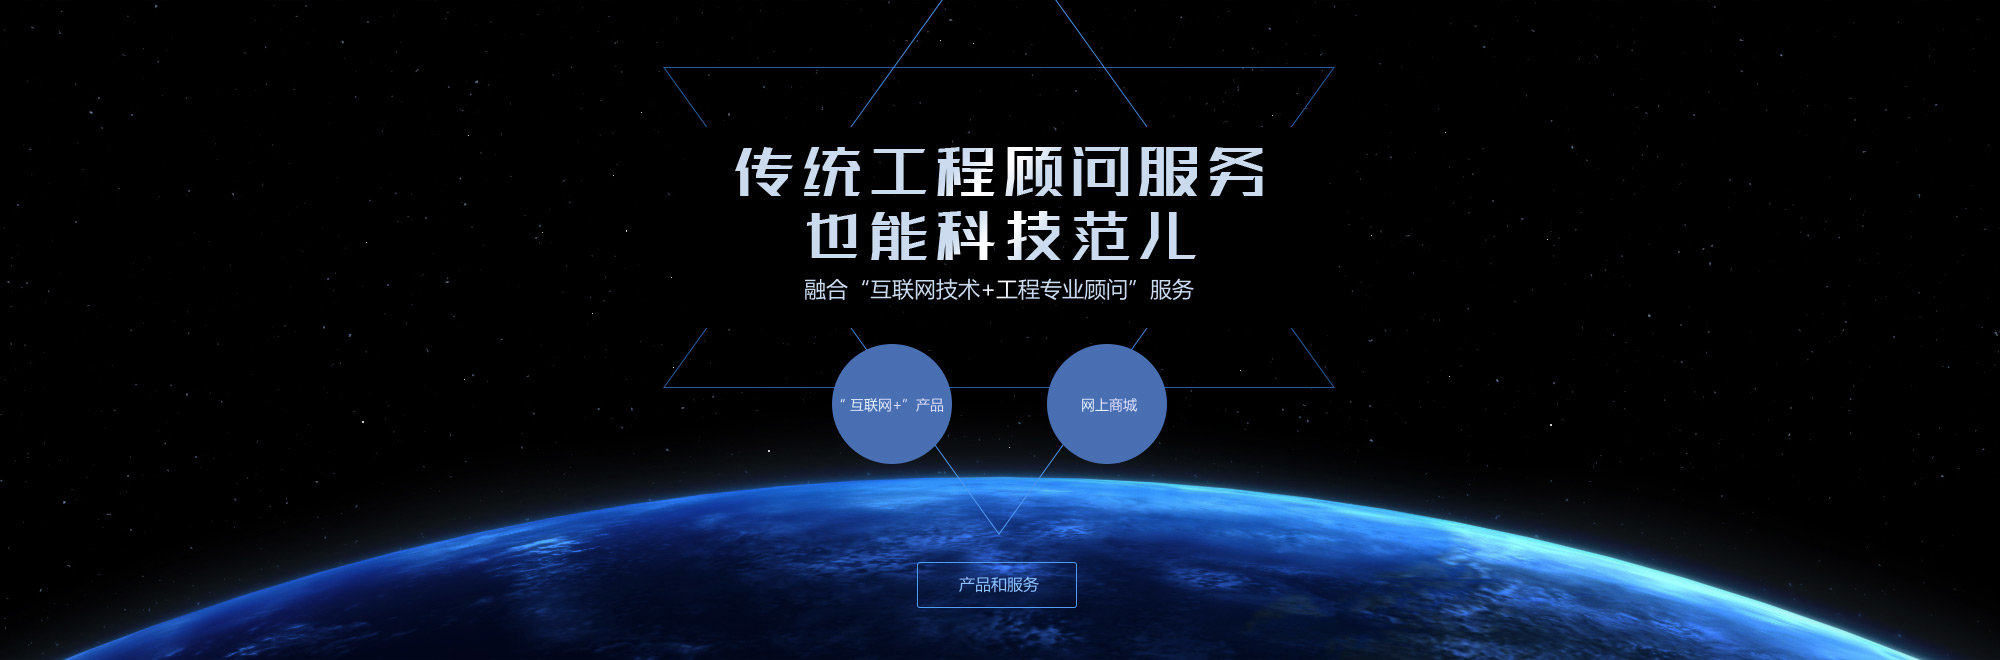 传统工程顾问服务
也能科技范儿
融合“互联网技术+工程专业顾问”服务
“ 互联网+” 产品
网上商城
产品和服务